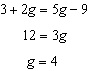 3 + 2g = 5g − 9
12 = 3g
g = 4